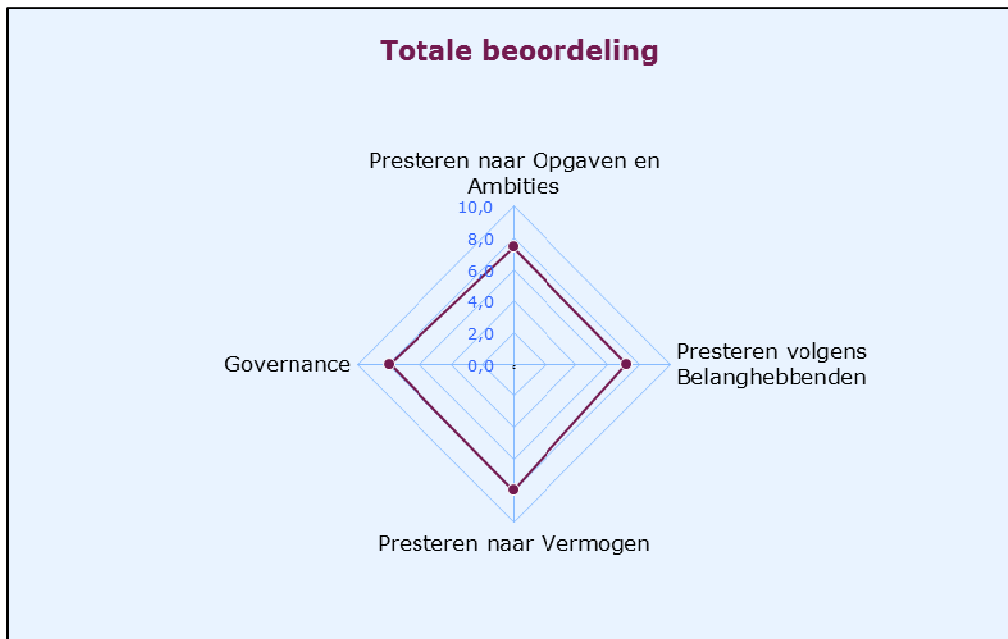 Totale beoordeling
Presteren naar Opgaven en
Ambities
10,0
8,0
6,0
4,0
2,0
0,0
Governance
Presteren volgens
Belanghebbenden
Presteren naar Vermogen